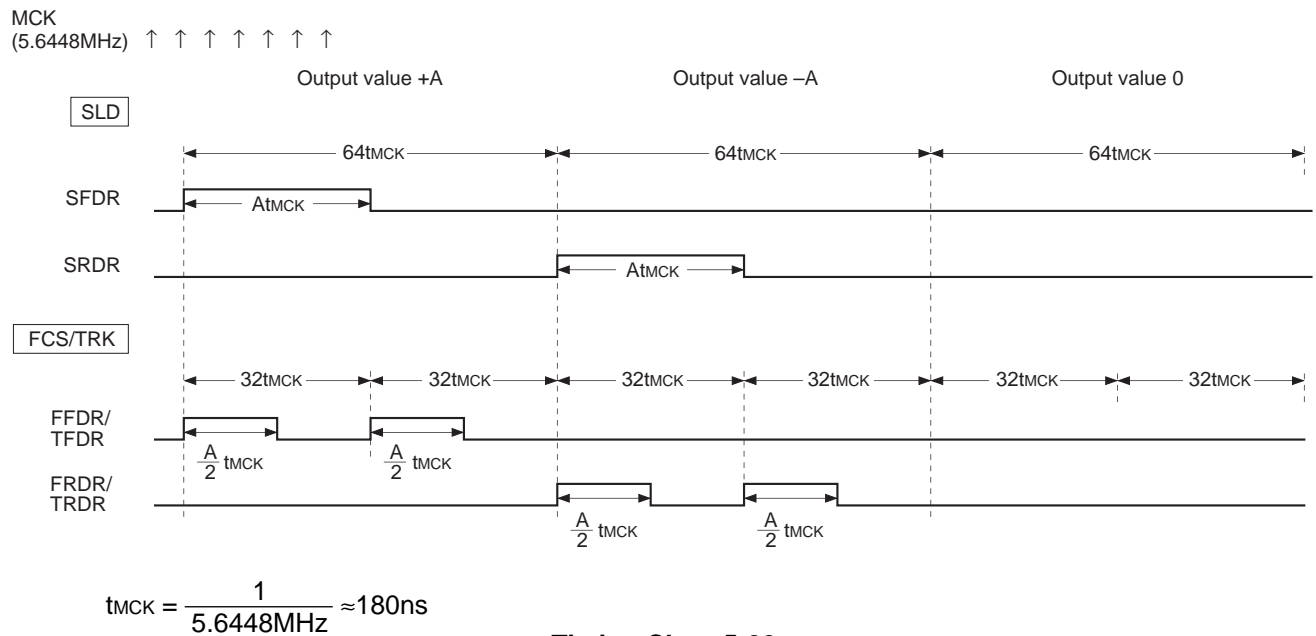 MCK
(5.6448MHz) ↑ ↑ ↑ ↑ ↑ ↑ ↑
Output value +A Output value –A Output value 0
SLD
64tMCK 64tMCK 64tMCK
SFDR AtMCK
SRDR AtMCK
FCS/TRK
32tMCK 32tMCK 32tMCK 32tMCK 32tMCK 32tMCK
FFDR/
TFDR
A/2 tMCK A/2 tMCK
FRDR/
TRDR
A/2 tMCK A/2 tMCK
tMCK = 1/5.6448MHz ≈180ns